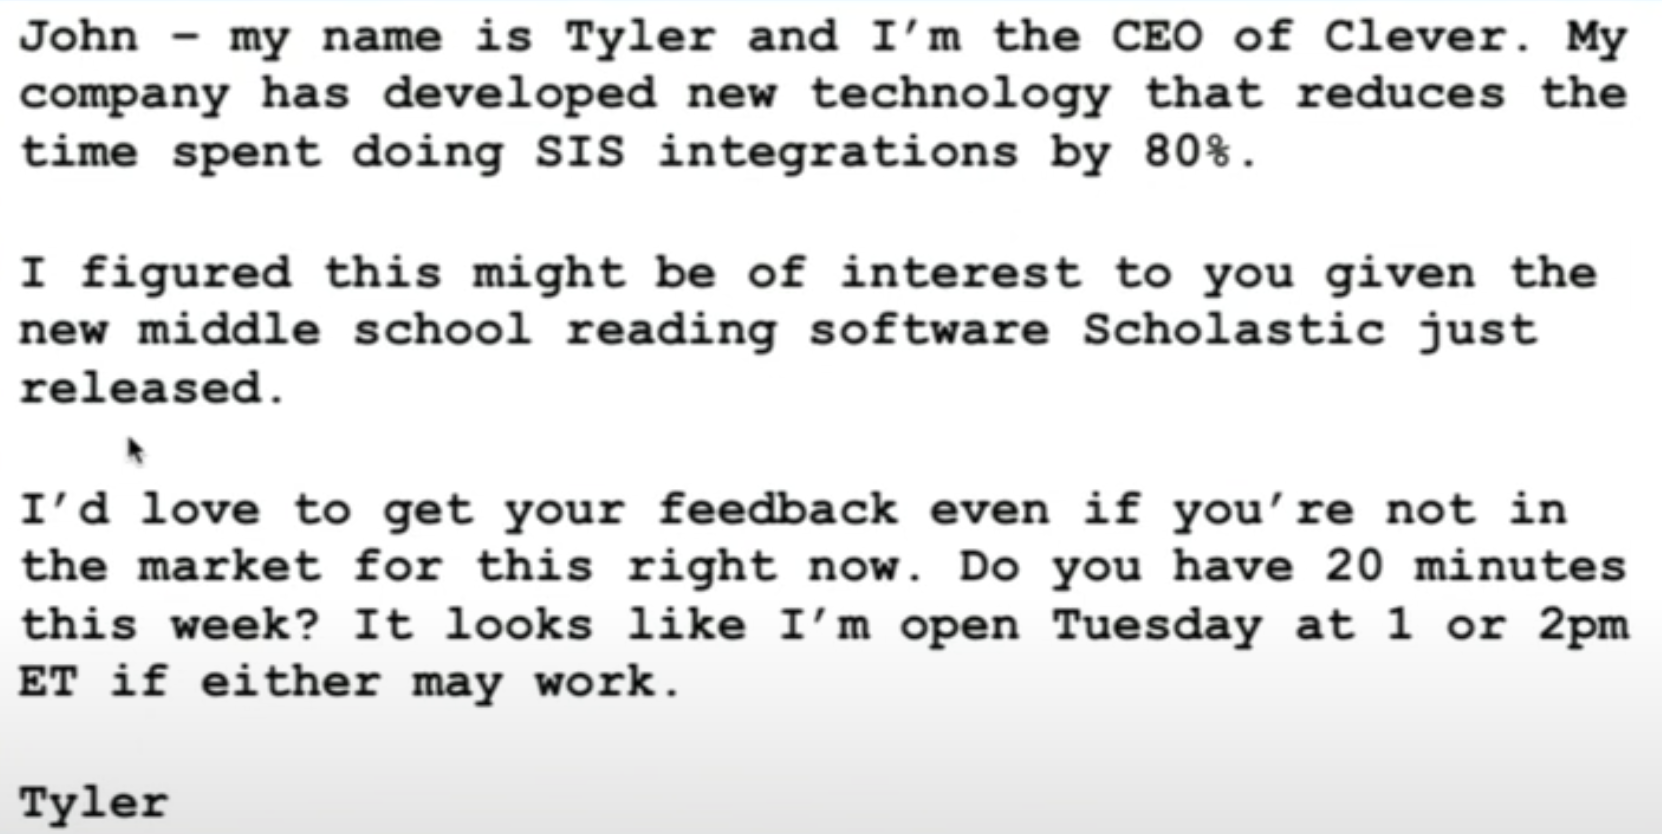 John – my name is Tyler and I’m the CEO of Clever. My
company has developed new technology that reduces the
time spent doing SIS integrations by 80%.
I figured this might be of interest to you given the
new middle school reading software Scholastic just
released.
I’d love to get your feedback even if you’re not in
the market for this right now. Do you have 20 minutes
this week? It looks like I’m open Tuesday at 1 or 2pm
ET if either may work.
Tyler